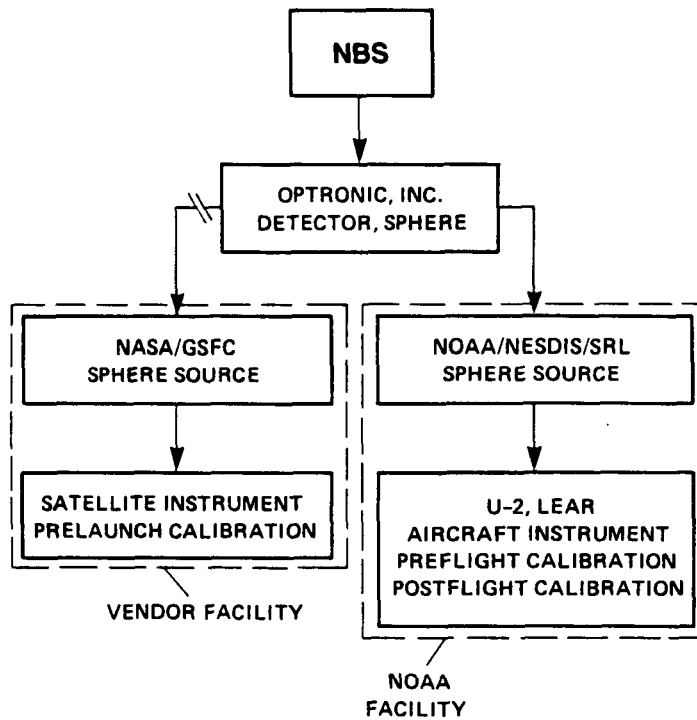 NBS
OPTRONIC, INC.
DETECTOR, SPHERE
NASA/GSFC
SPHERE SOURCE
NOAA/NESDIS/SRL
SPHERE SOURCE
SATELLITE INSTRUMENT
PRELAUNCH CALIBRATION
U-2, LEAR
AIRCRAFT INSTRUMENT
PREFLIGHT CALIBRATION
POSTFLIGHT CALIBRATION
VENDOR FACILITY
NOAA
FACILITY